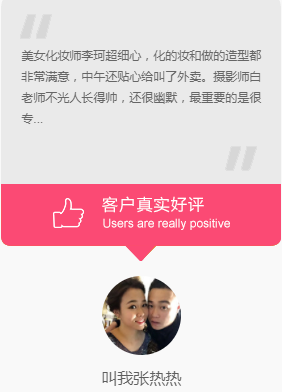 美女化妆师李珂超细心，化的妆和做的造型都
非常满意，中午还贴心给叫了外卖。摄影师白
老师不光人长得帅，还很幽默，最重要的是很
专...
客户真实好评
Users are really positive
叫我张热热